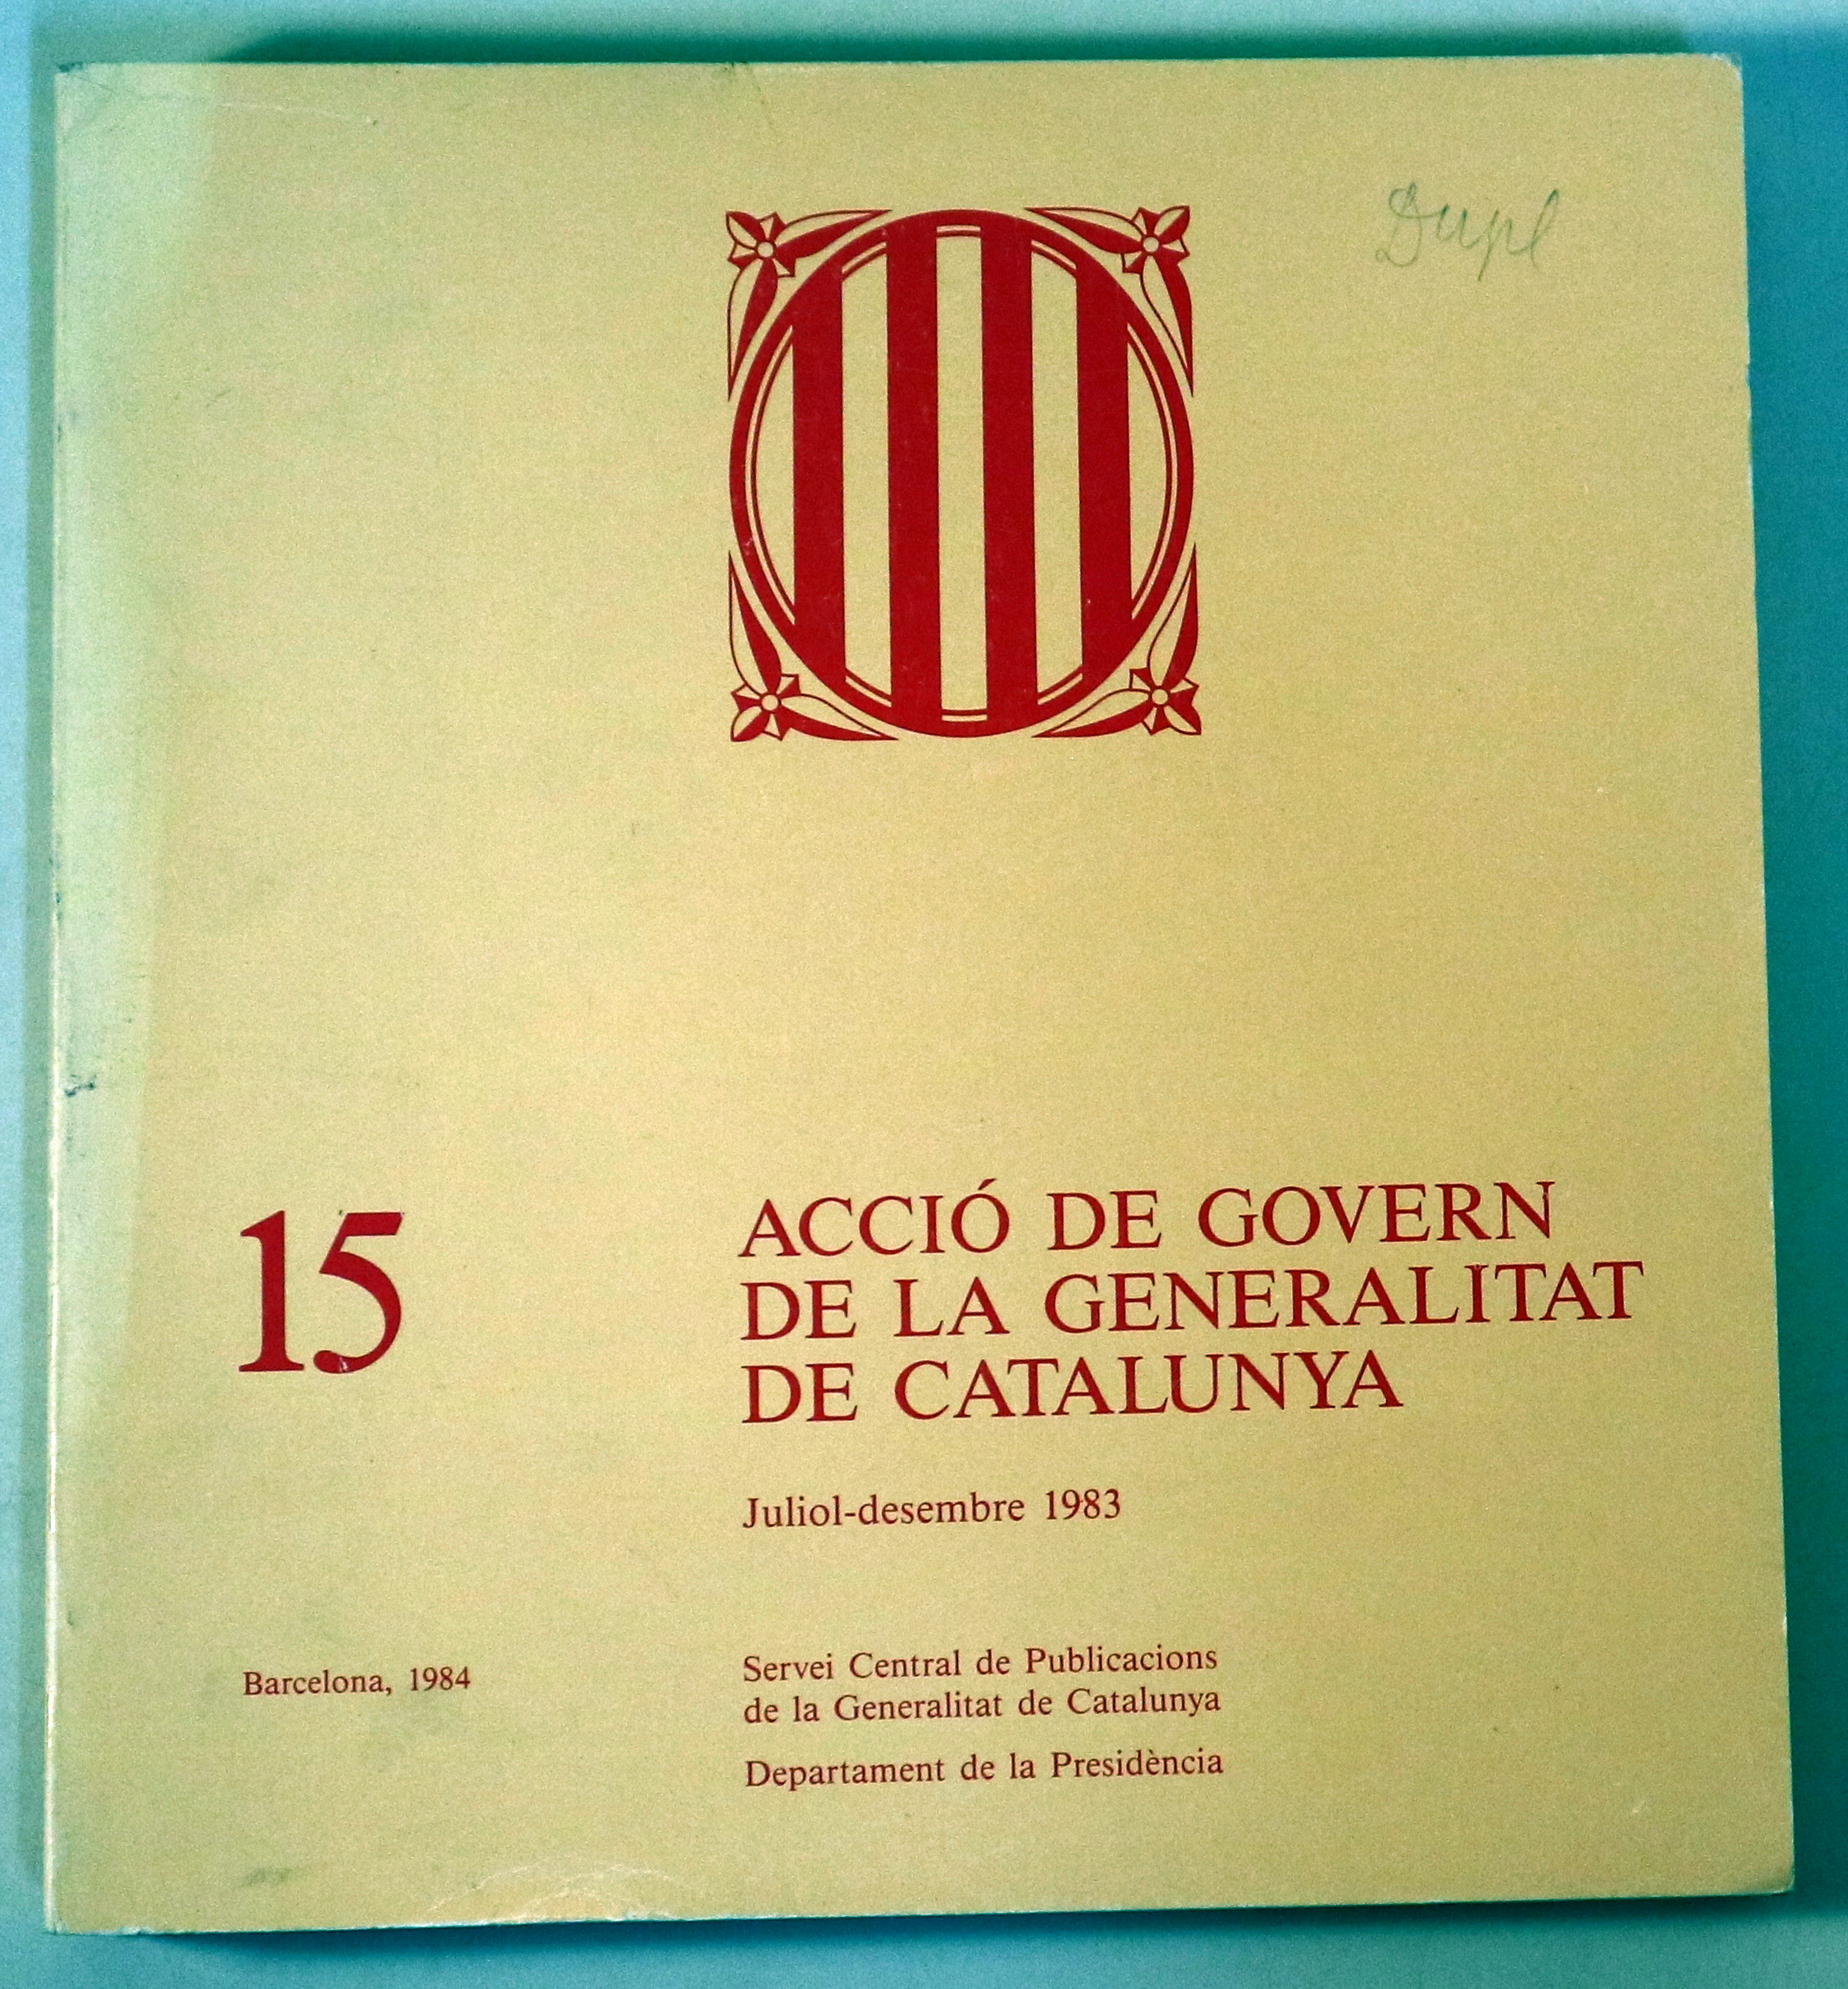 Dupl
15
ACCIÓ DE GOVERN
DE LA GENERALITAT
DE CATALUNYA
Juliol-desembre 1983
Barcelona, 1984
Servei Central de Publicacions
de la Generalitat de Catalunya
Departament de la Presidència